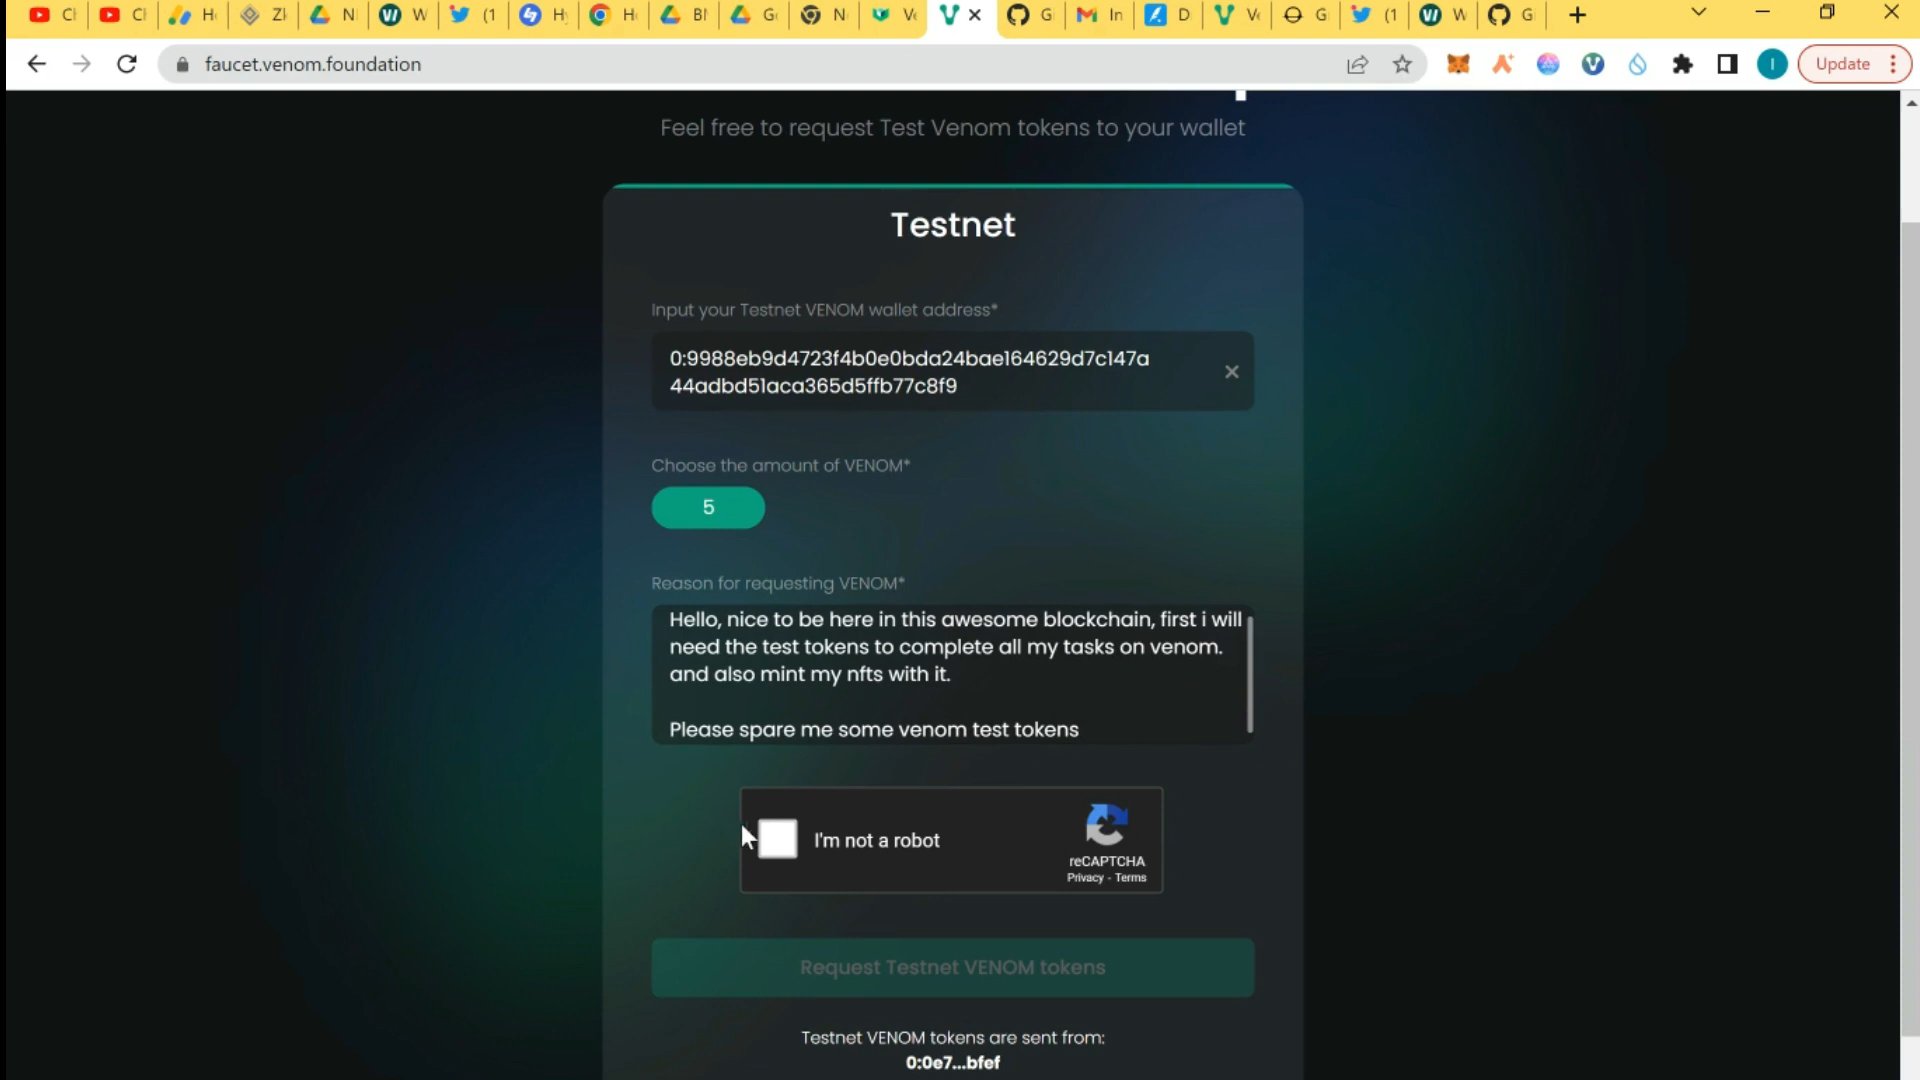 faucet.venom.foundation
Update
Feel free to request Test Venom tokens to your wallet
Testnet
Input your Testnet VENOM wallet address*
0:9988eb9d4723f4b0e0bda24bae164629d7c147a
44adbd51aca365d5ffb77c8f9
Choose the amount of VENOM*
5
Reason for requesting VENOM*
Hello, nice to be here in this awesome blockchain, first i will
need the test tokens to complete all my tasks on venom.
and also mint my nfts with it.
Please spare me some venom test tokens
I'm not a robot
reCAPTCHA
Privacy - Terms
Request Testnet VENOM tokens
Testnet VENOM tokens are sent from:
0:0e7...bfef